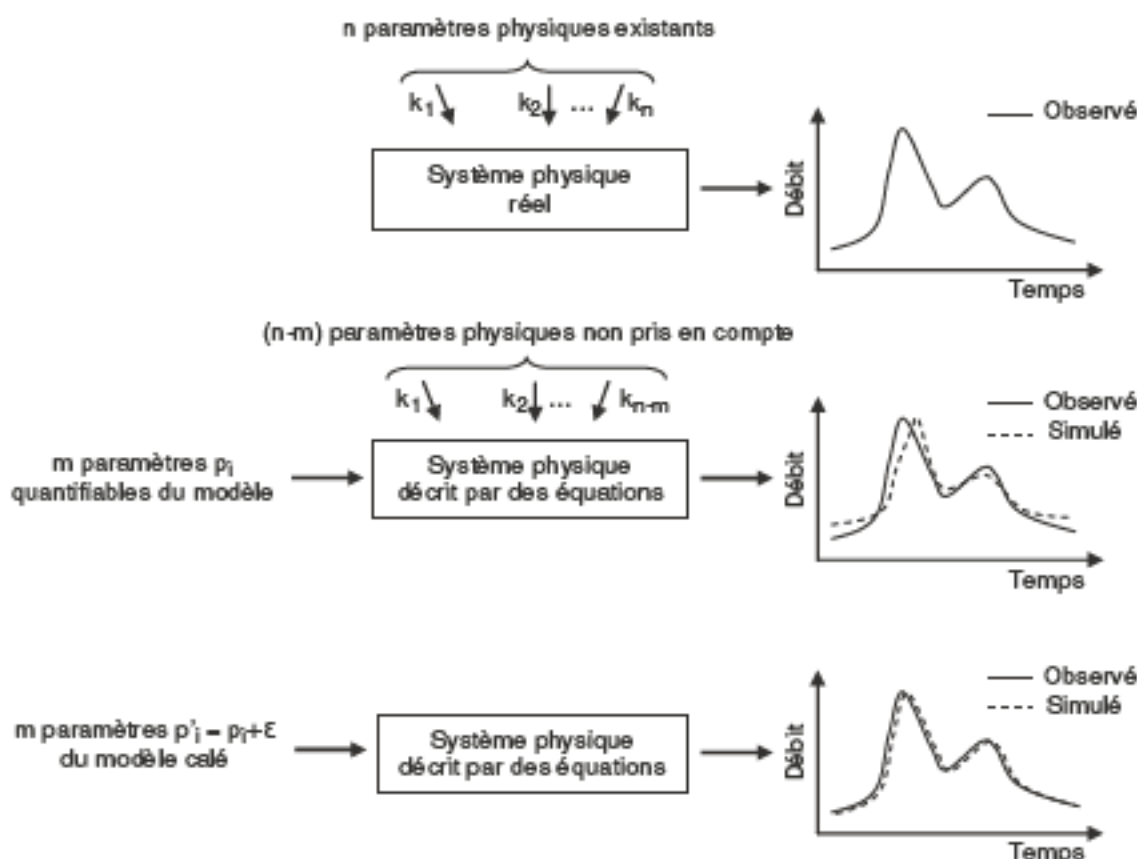 n paramètres physiques existants
k1 k2 ... kn
Système physique
réel
Observé
Débit
Temps
(n-m) paramètres physiques non pris en compte
k1 k2 ... kn-m
m paramètres pi
quantifiables du modèle
Système physique
décrit par des équations
Observé
Simulé
Débit
Temps
m paramètres p'i = pi+ε
du modèle calé
Système physique
décrit par des équations
Observé
Simulé
Débit
Temps